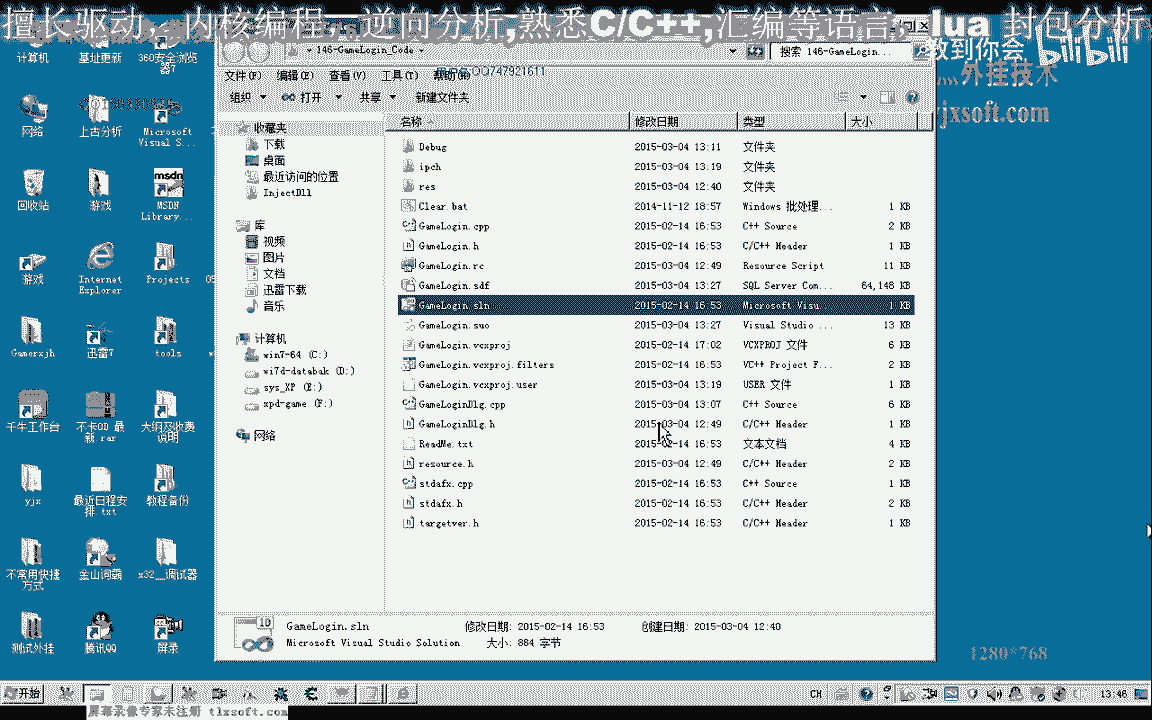 擅长驱动，内核编程，逆向分析,熟悉C/C++,汇编等语言, lua 封包分析
教到你会 bilibili
外挂技术
yjxsoft.com
QQ747921611
计算机
基址更新
360安全浏览器7
网络
上古分析
Microsoft Visual S...
回收站
游戏
MSDN Library...
游戏
Internet Explorer
Projects
Gamerxjh
迅雷7
tools
千牛工作台
不卡CD 最新.rar
大纲及收费说明
yjx
最近日程安排.txt
教程备份
不常用快捷方式
金山词霸
x32__调试器
测试外挂
腾讯QQ
屏录
146-GameLogin_Code
搜索 146-GameLogin...
文件(F) 编辑(E) 查看(V) 工具(T) 帮助(H)
组织 打开 共享 新建文件夹
收藏夹
下载
桌面
最近访问的位置
InjectDll
库
视频
图片
文档
迅雷下载
音乐
计算机
win7-64 (C:)
wi7d-databak (D:)
sys_XP (E:)
xpd-game (F:)
网络
名称 修改日期 类型 大小
Debug 2015-03-04 13:11 文件夹
ipch 2015-03-04 13:19 文件夹
res 2015-03-04 12:40 文件夹
Clear.bat 2014-11-12 18:57 Windows 批处理... 1 KB
GameLogin.cpp 2015-02-14 16:53 C++ Source 2 KB
GameLogin.h 2015-02-14 16:53 C/C++ Header 1 KB
GameLogin.rc 2015-03-04 12:49 Resource Script 11 KB
GameLogin.sdf 2015-03-04 13:27 SQL Server Com... 64,148 KB
GameLogin.sln 2015-02-14 16:53 Microsoft Visu 1 KB
GameLogin.suo 2015-03-04 13:27 Visual Studio ... 13 KB
GameLogin.vcxproj 2015-02-14 17:02 VCXPROJ 文件 6 KB
GameLogin.vcxproj.filters 2015-02-14 16:53 VC++ Project F... 2 KB
GameLogin.vcxproj.user 2015-03-04 13:19 USER 文件 1 KB
GameLoginDlg.cpp 2015-03-04 13:07 C++ Source 6 KB
GameLoginDlg.h 2015-03-04 12:49 C/C++ Header 1 KB
ReadMe.txt 2015-02-14 16:53 文本文档 4 KB
resource.h 2015-03-04 12:49 C/C++ Header 2 KB
stdafx.cpp 2015-02-14 16:53 C++ Source 1 KB
stdafx.h 2015-02-14 16:53 C/C++ Header 2 KB
targetver.h 2015-02-14 16:53 C/C++ Header 1 KB
GameLogin.sln 修改日期: 2015-02-14 16:53 创建日期: 2015-03-04 12:40
Microsoft Visual Studio Solution 大小: 884 字节
1280*768
开始 CH 13:46
屏幕录像专家未注册 tlxsoft.com